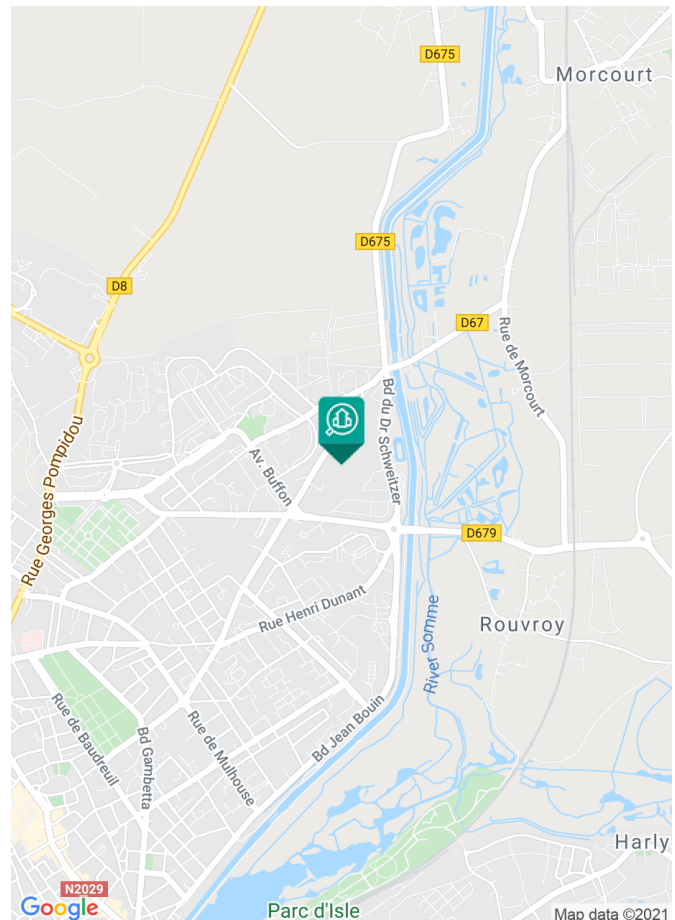 D675
Morcourt
D675
D8
D67
Rue de Morcourt
Bd du Dr Schweitzer
Rue Georges Pompidou
Av. Buffon
D679
Rue Henri Dunant
Rouvroy
River Somme
Rue de Baudreuil
Bd Gambetta
Rue de Mulhouse
Bd Jean Bouin
Harly
N2029
Google
Parc d'Isle
Map data ©2021